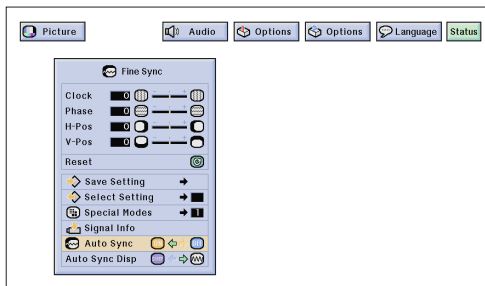 Picture
Audio
Options
Options
Language
Status
Fine Sync
Clock 0
Phase 0
H-Pos 0
V-Pos 0
Reset
Save Setting
Select Setting
Special Modes 1
Signal Info
Auto Sync
Auto Sync Disp